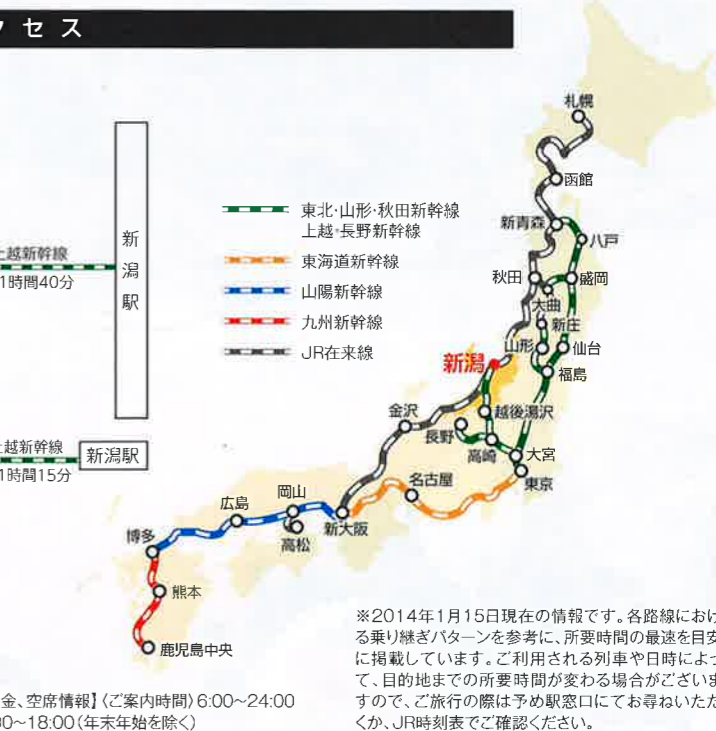 クセス
上越新幹線
1時間40分
新潟駅
上越新幹線
1時間15分
新潟駅
東北・山形・秋田新幹線
上越・長野新幹線
東海道新幹線
山陽新幹線
九州新幹線
JR在来線
札幌
函館
新青森
八戸
秋田
盛岡
大曲
新庄
山形
仙台
新潟
福島
金沢
越後湯沢
長野
高崎
大宮
東京
名古屋
岡山
広島
新大阪
高松
博多
熊本
鹿児島中央
※2014年1月15日現在の情報です。各路線におけ
る乗り継ぎパターンを参考に、所要時間の最速を目安
に掲載しています。ご利用される列車や日時によっ
て、目的地までの所要時間が変わる場合がございま
すので、ご旅行の際は予め駅窓口にてお尋ねいただ
くか、JR時刻表でご確認ください。
金、空席情報】〈ご案内時間〉6:00~24:00
0~18:00(年末年始を除く)